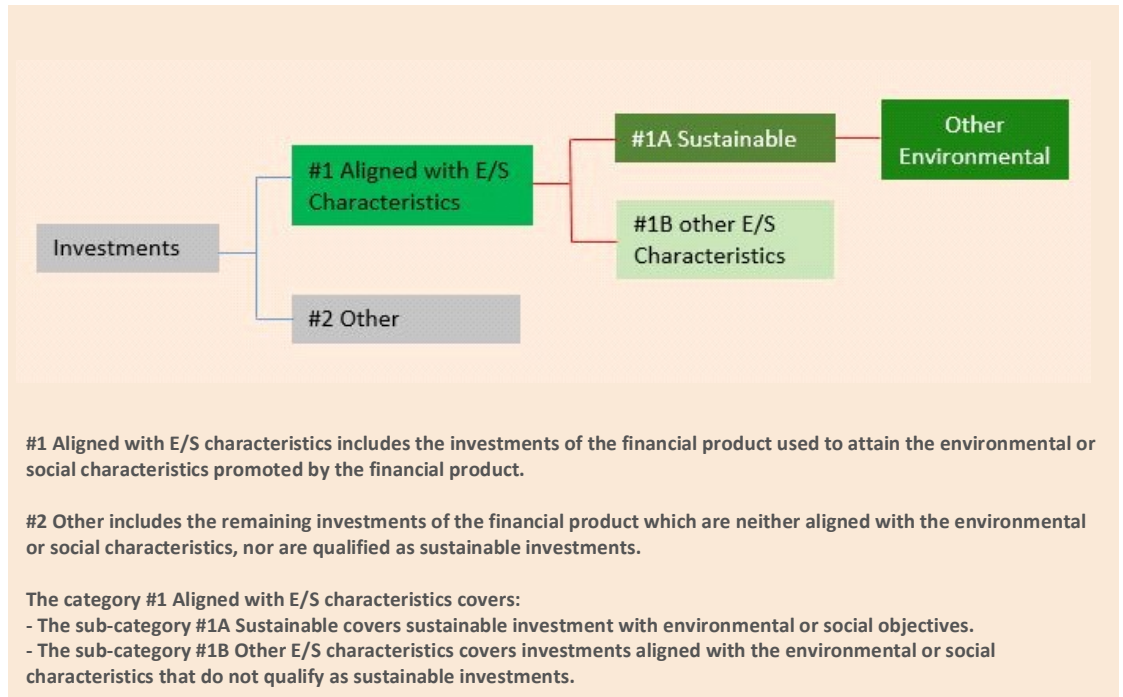 Other
Environmental
#1A Sustainable
#1 Aligned with E/S
Characteristics
#1B other E/S
Characteristics
Investments
#2 Other
#1 Aligned with E/S characteristics includes the investments of the financial product used to attain the environmental or
social characteristics promoted by the financial product.
#2 Other includes the remaining investments of the financial product which are neither aligned with the environmental
or social characteristics, nor are qualified as sustainable investments.
The category #1 Aligned with E/S characteristics covers:
- The sub-category #1A Sustainable covers sustainable investment with environmental or social objectives.
- The sub-category #1B Other E/S characteristics covers investments aligned with the environmental or social
characteristics that do not qualify as sustainable investments.